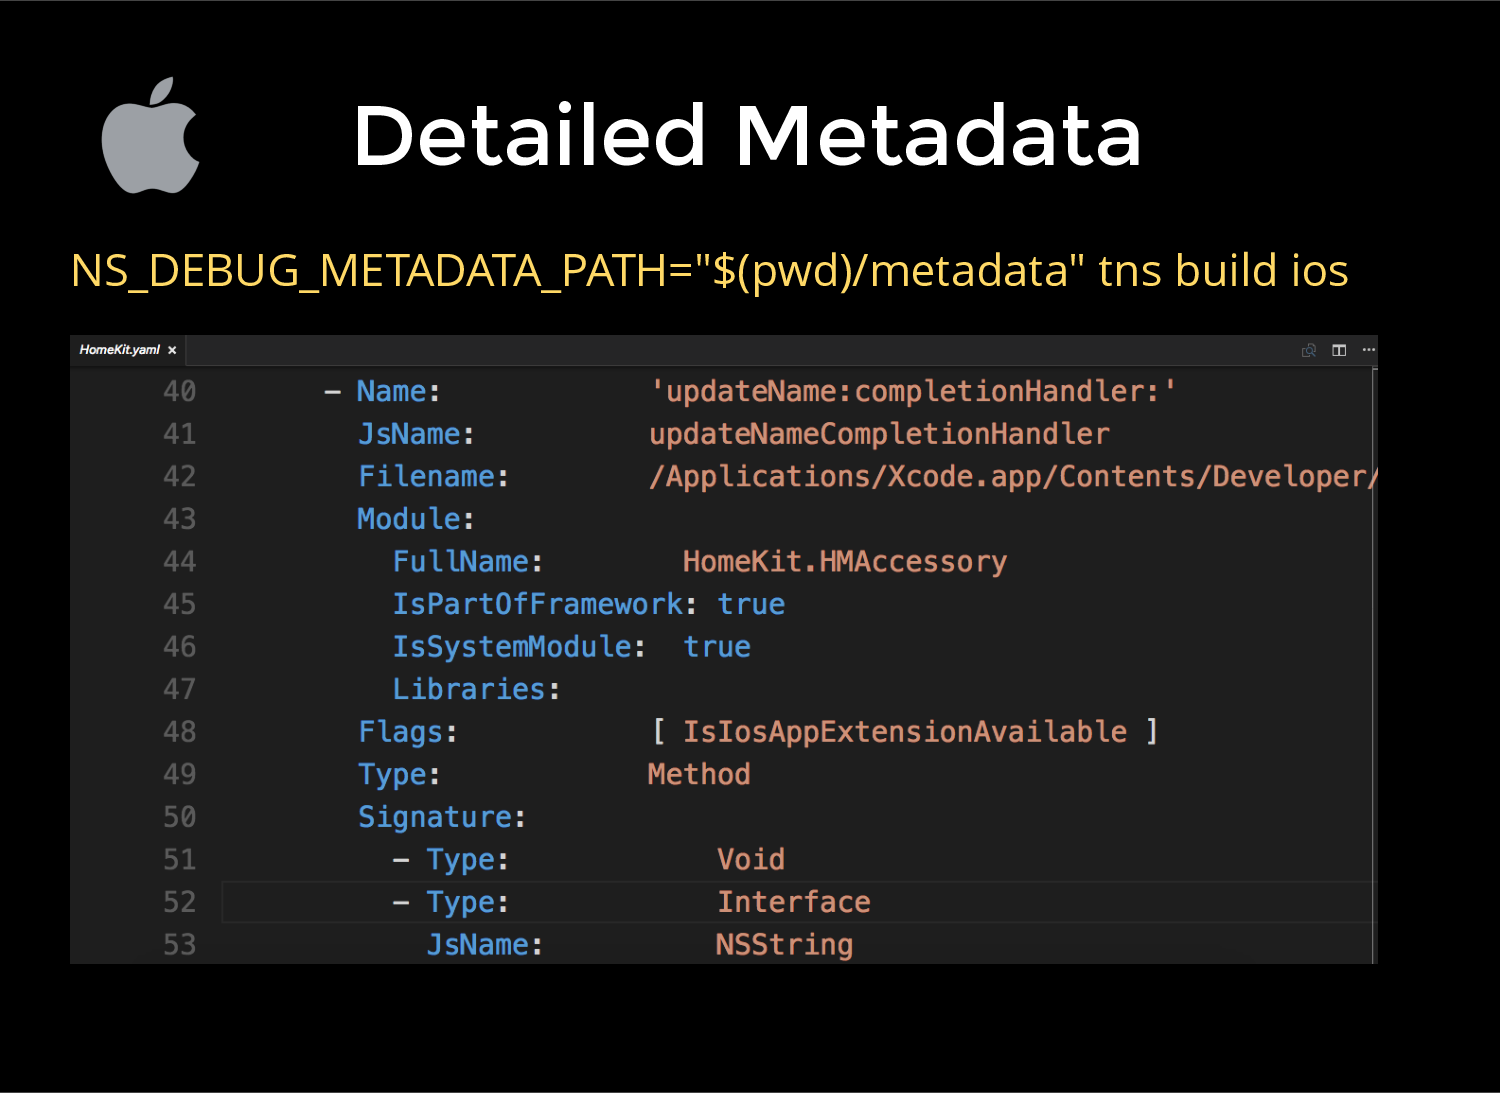 Detailed Metadata
NS_DEBUG_METADATA_PATH="$(pwd)/metadata" tns build ios
HomeKit.yaml ×
40 - Name: 'updateName:completionHandler:'
41 JsName: updateNameCompletionHandler
42 Filename: /Applications/Xcode.app/Contents/Developer/
43 Module:
44 FullName: HomeKit.HMAccessory
45 IsPartOfFramework: true
46 IsSystemModule: true
47 Libraries:
48 Flags: [ IsIosAppExtensionAvailable ]
49 Type: Method
50 Signature:
51 - Type: Void
52 - Type: Interface
53 JsName: NSString